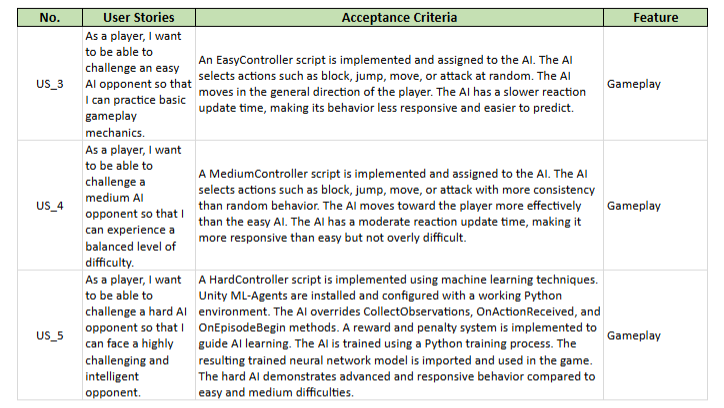 No. User Stories Acceptance Criteria Feature
US_3
As a player, I want
to be able to
challenge an easy
AI opponent so that
I can practice basic
gameplay
mechanics.
An EasyController script is implemented and assigned to the AI. The AI
selects actions such as block, jump, move, or attack at random. The AI
moves in the general direction of the player. The AI has a slower reaction
update time, making its behavior less responsive and easier to predict.
Gameplay
US_4
As a player, I want
to be able to
challenge a
medium AI
opponent so that I
can experience a
balanced level of
difficulty.
A MediumController script is implemented and assigned to the AI. The AI
selects actions such as block, jump, move, or attack with more consistency
than random behavior. The AI moves toward the player more effectively
than the easy AI. The AI has a moderate reaction update time, making it
more responsive than easy but not overly difficult.
Gameplay
US_5
As a player, I want
to be able to
challenge a hard AI
opponent so that I
can face a highly
challenging and
intelligent
opponent.
A HardController script is implemented using machine learning techniques.
Unity ML-Agents are installed and configured with a working Python
environment. The AI overrides CollectObservations, OnActionReceived, and
OnEpisodeBegin methods. A reward and penalty system is implemented to
guide AI learning. The AI is trained using a Python training process. The
resulting trained neural network model is imported and used in the game.
The hard AI demonstrates advanced and responsive behavior compared to
easy and medium difficulties.
Gameplay